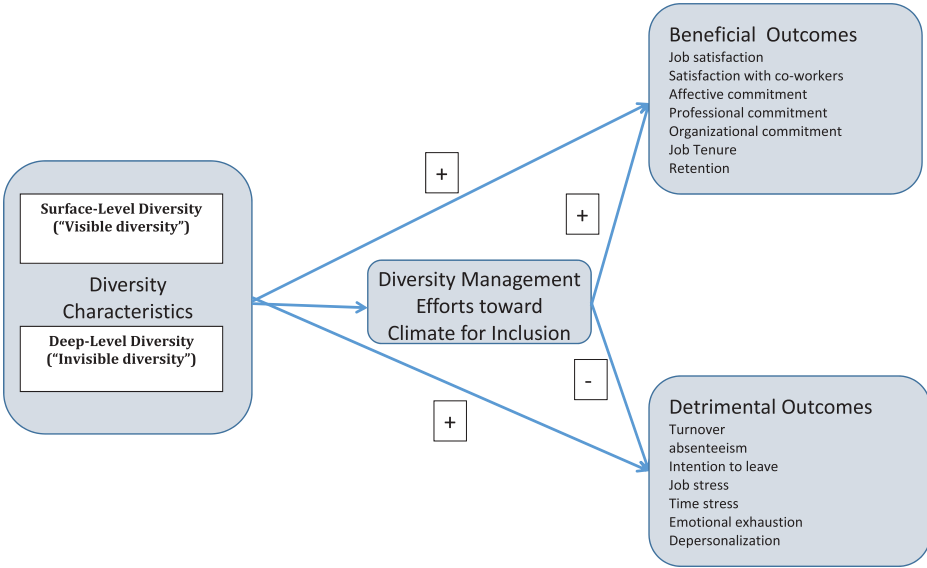 Surface-Level Diversity
(“Visible diversity”)
Diversity
Characteristics
Deep-Level Diversity
(“Invisible diversity”)
+
+
Diversity Management
Efforts toward
Climate for Inclusion
-
+
Beneficial Outcomes
Job satisfaction
Satisfaction with co-workers
Affective commitment
Professional commitment
Organizational commitment
Job Tenure
Retention
Detrimental Outcomes
Turnover
absenteeism
Intention to leave
Job stress
Time stress
Emotional exhaustion
Depersonalization